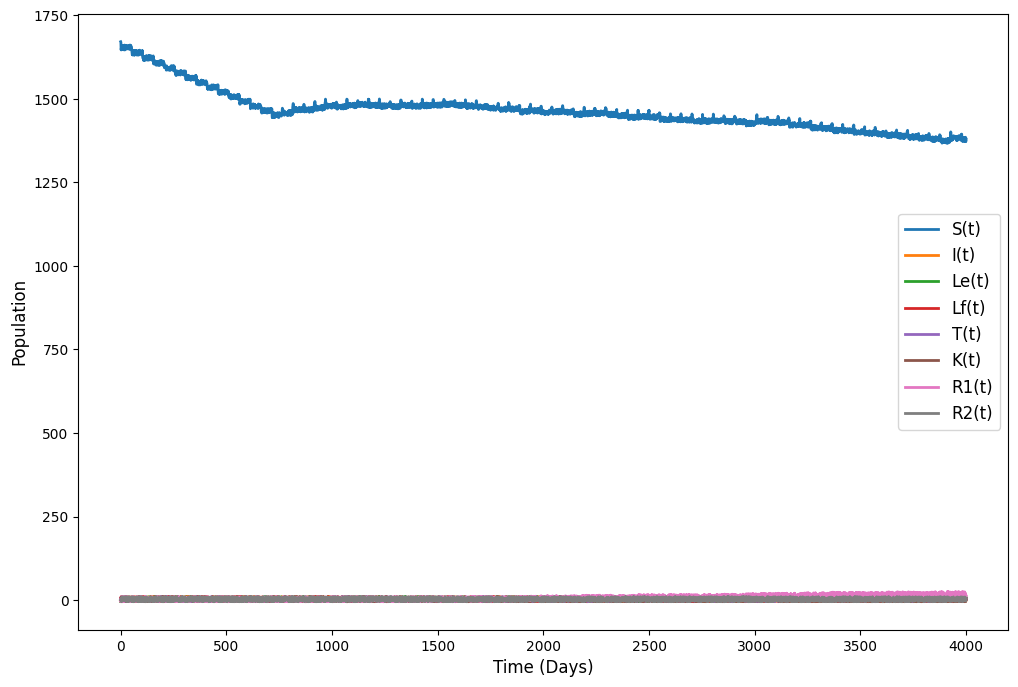 1750
1500
1250
1000
750
500
250
0
Population
S(t)
I(t)
Le(t)
Lf(t)
T(t)
K(t)
R1(t)
R2(t)
0 500 1000 1500 2000 2500 3000 3500 4000
Time (Days)